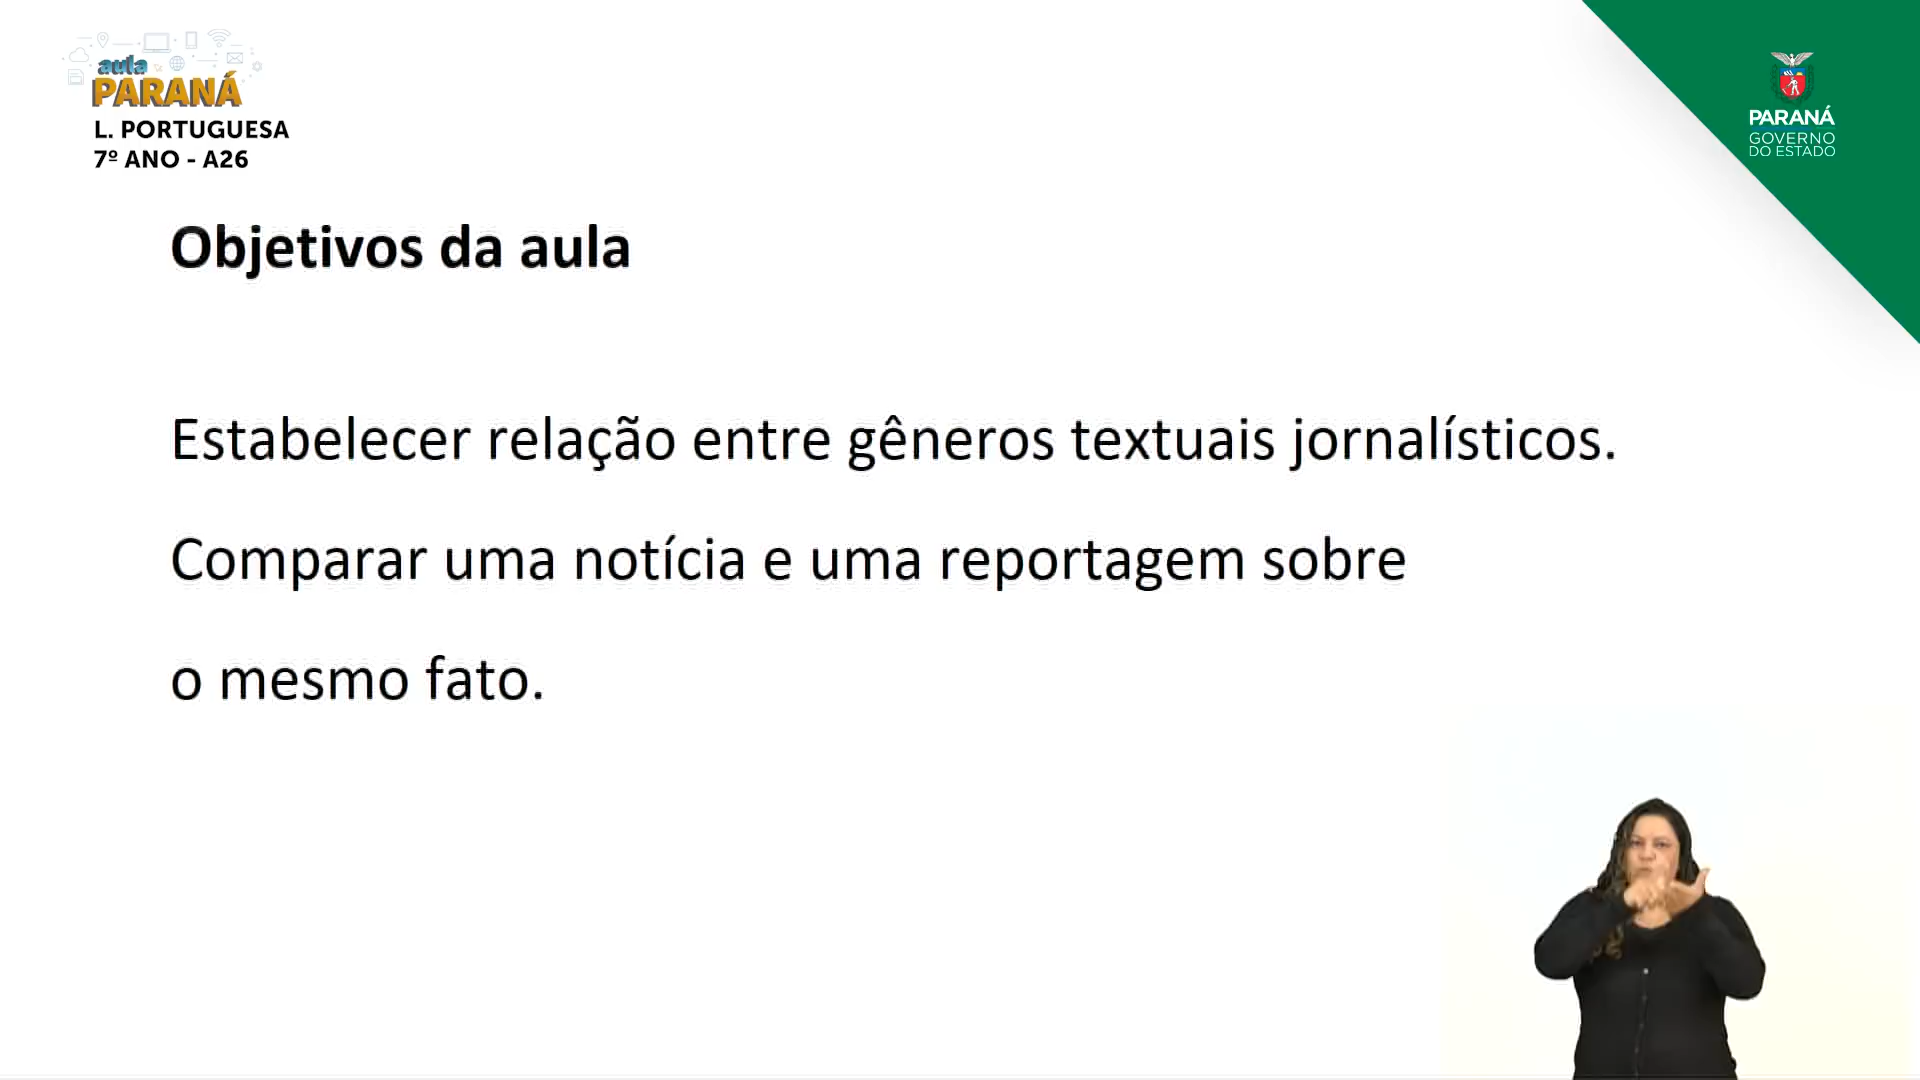 aula
PARANÁ
L. PORTUGUESA
7º ANO - A26
PARANÁ
GOVERNO
DO ESTADO
Objetivos da aula
Estabelecer relação entre gêneros textuais jornalísticos.
Comparar uma notícia e uma reportagem sobre
o mesmo fato.